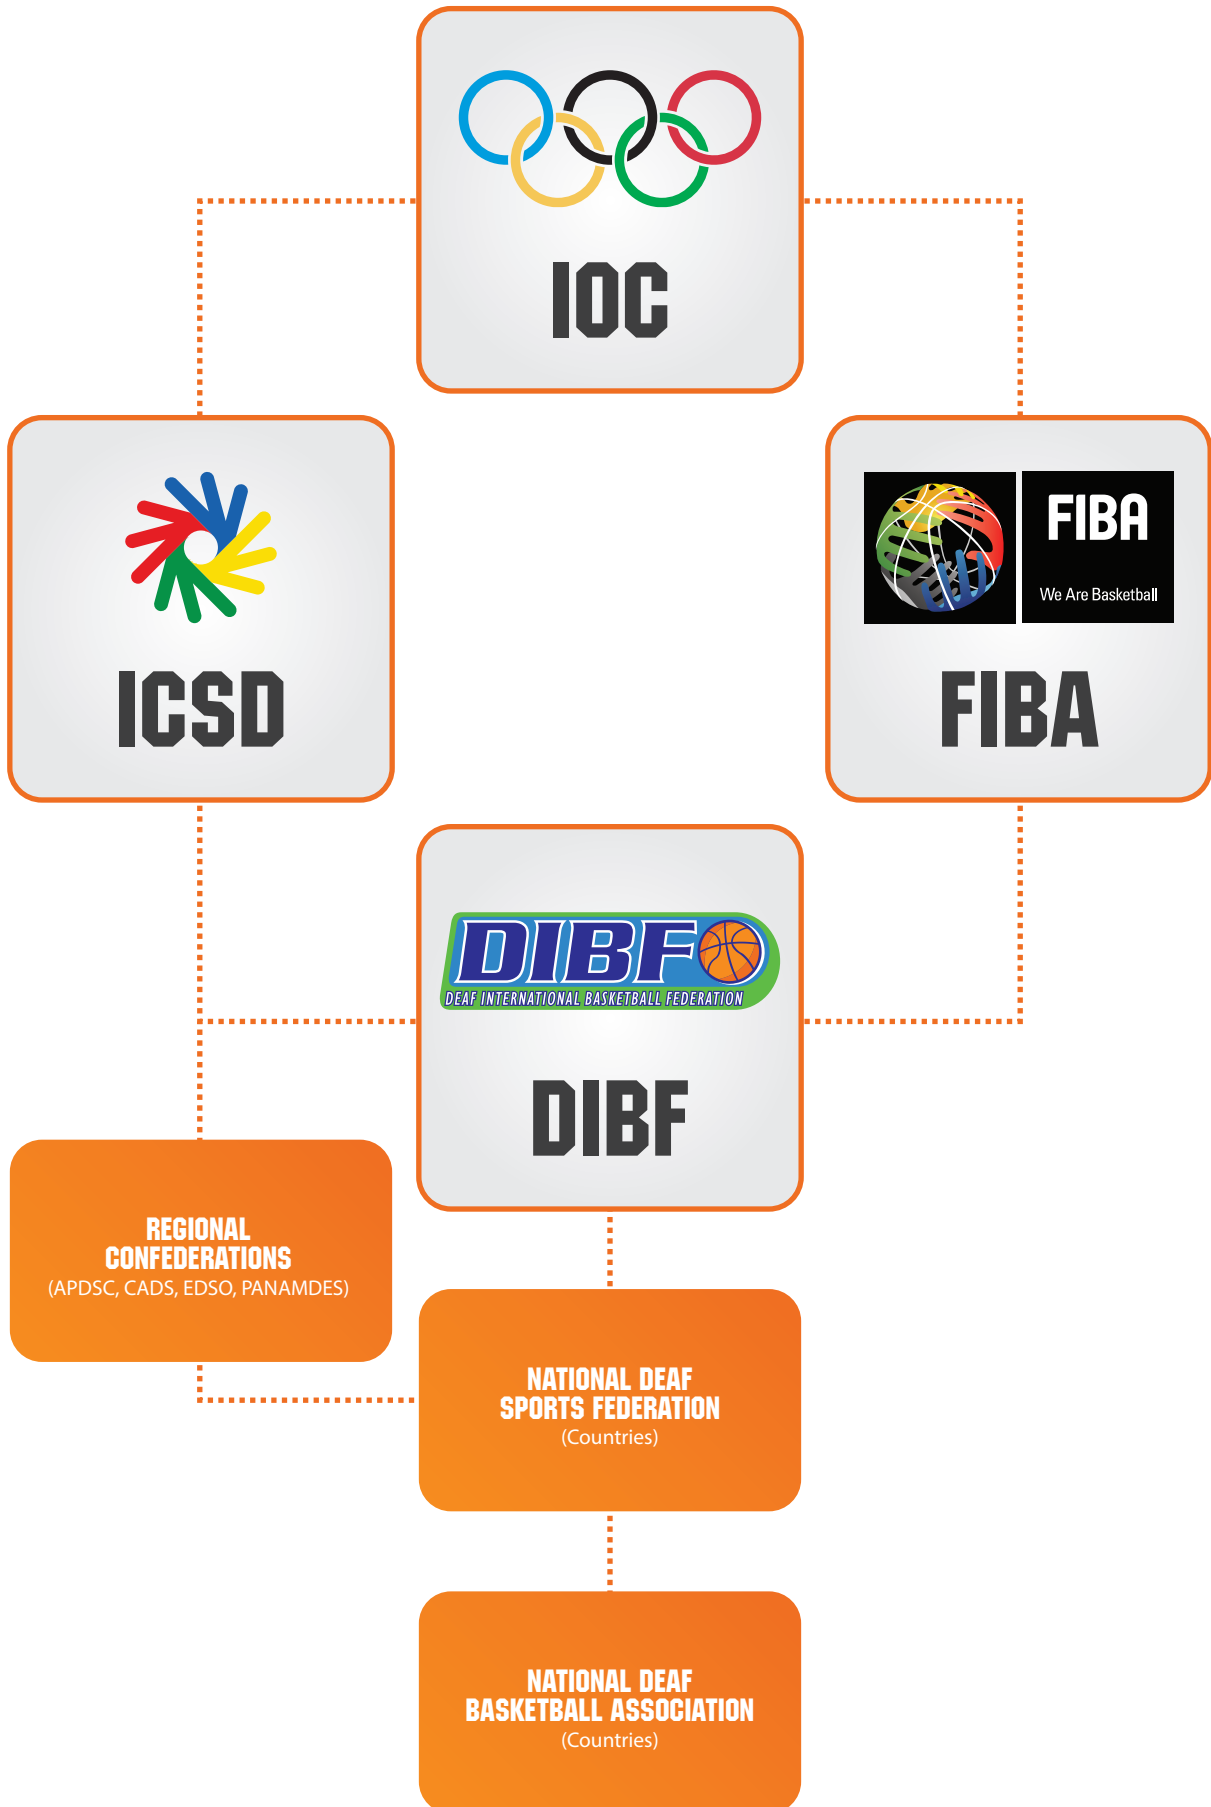 IOC
ICSD
FIBA
We Are Basketball
FIBA
DIBF
DEAF INTERNATIONAL BASKETBALL FEDERATION
DIBF
REGIONAL
CONFEDERATIONS
(APDSC, CADS, EDSO, PANAMDES)
NATIONAL DEAF
SPORTS FEDERATION
(Countries)
NATIONAL DEAF
BASKETBALL ASSOCIATION
(Countries)